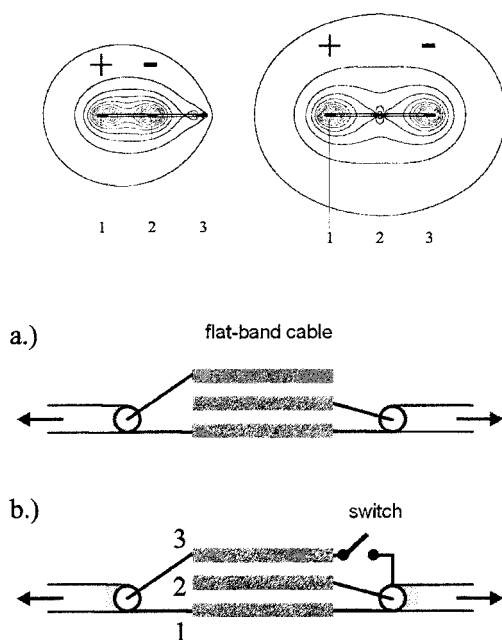 + - + -
1 2 3 1 2 3
a.)
flat-band cable
b.)
switch
3
2
1